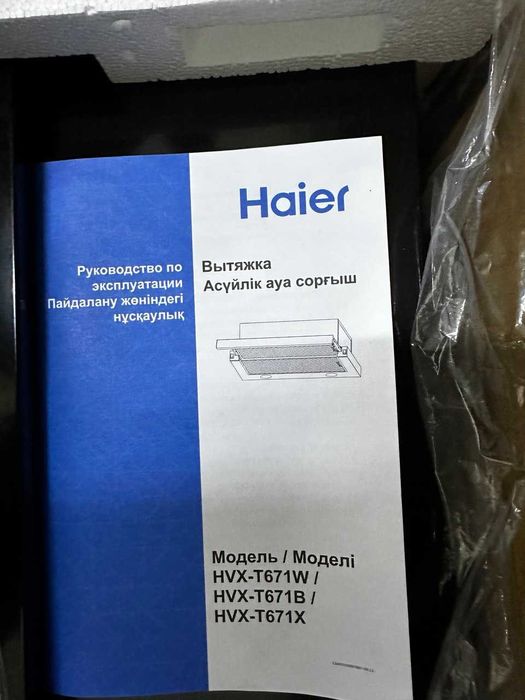 Haier
Руководство по
эксплуатации
Пайдалану жөніндегі
нұсқаулық
Вытяжка
Асүйлік ауа сорғыш
Модель / Моделі
HVX-T671W /
HVX-T671B /
HVX-T671X